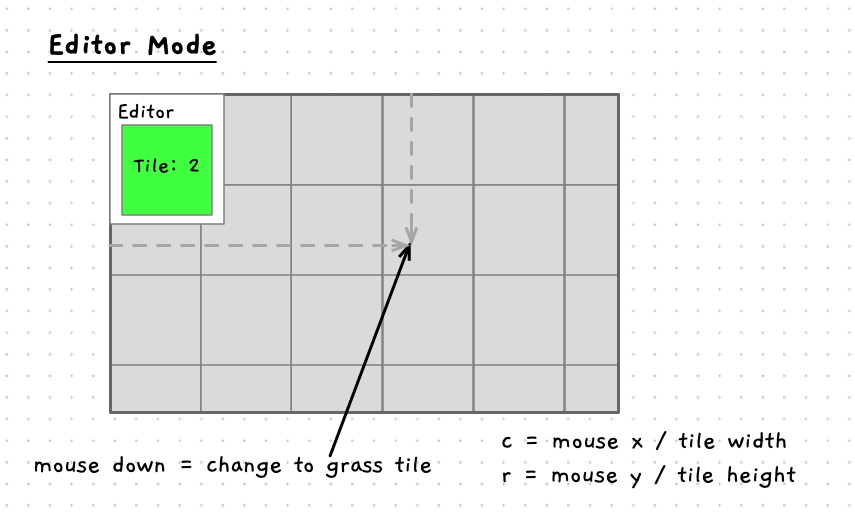 Editor Mode
Editor
Tile: 2
mouse down = change to grass tile
c = mouse x / tile width
r = mouse y / tile height